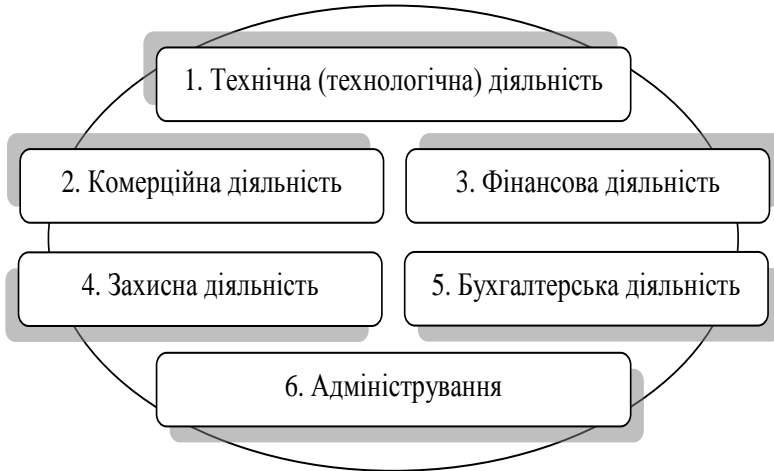 1. Технічна (технологічна) діяльність
2. Комерційна діяльність
3. Фінансова діяльність
4. Захисна діяльність
5. Бухгалтерська діяльність
6. Адміністрування